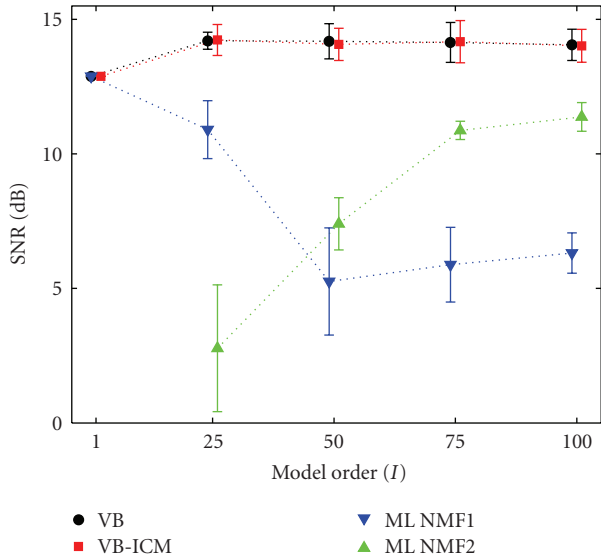 15
10
5
0
SNR (dB)
1 25 50 75 100
Model order (I)
VB
VB-ICM
ML NMF1
ML NMF2